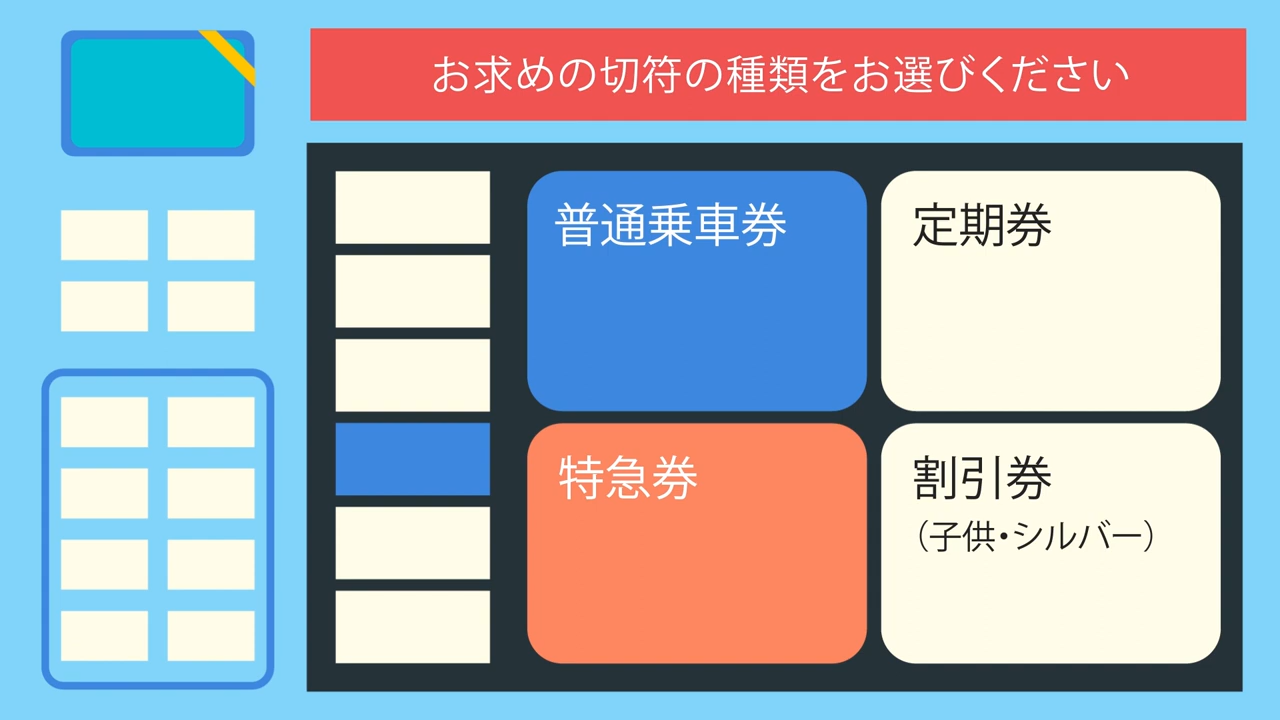 お求めの切符の種類をお選びください
普通乗車券
定期券
特急券
割引券
（子供・シルバー）